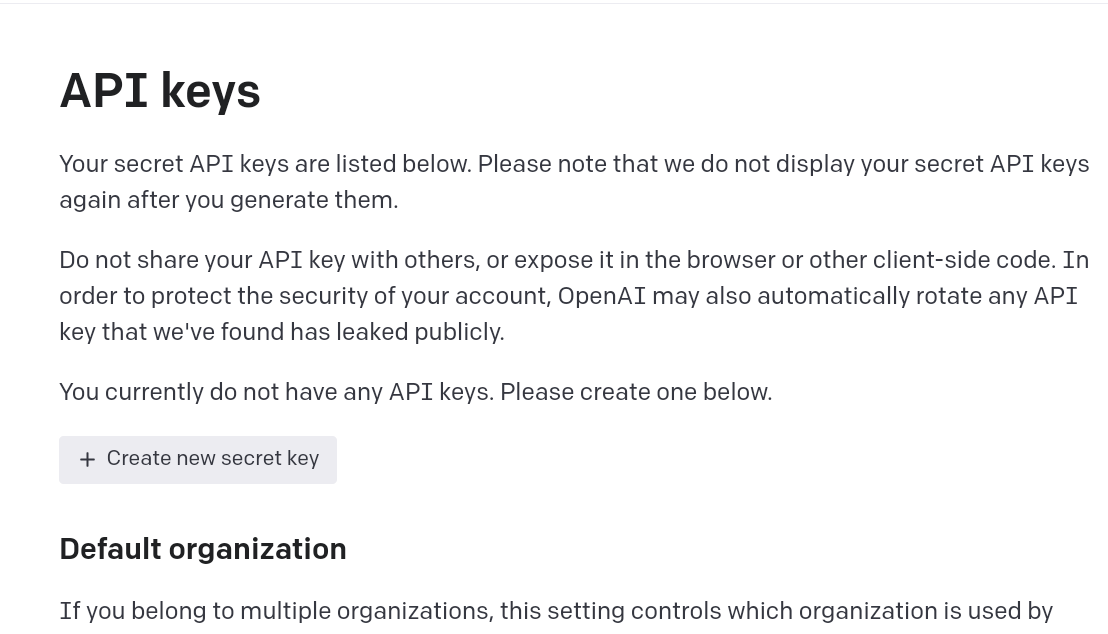 API keys
Your secret API keys are listed below. Please note that we do not display your secret API keys
again after you generate them.
Do not share your API key with others, or expose it in the browser or other client-side code. In
order to protect the security of your account, OpenAI may also automatically rotate any API
key that we've found has leaked publicly.
You currently do not have any API keys. Please create one below.
+ Create new secret key
Default organization
If you belong to multiple organizations, this setting controls which organization is used by